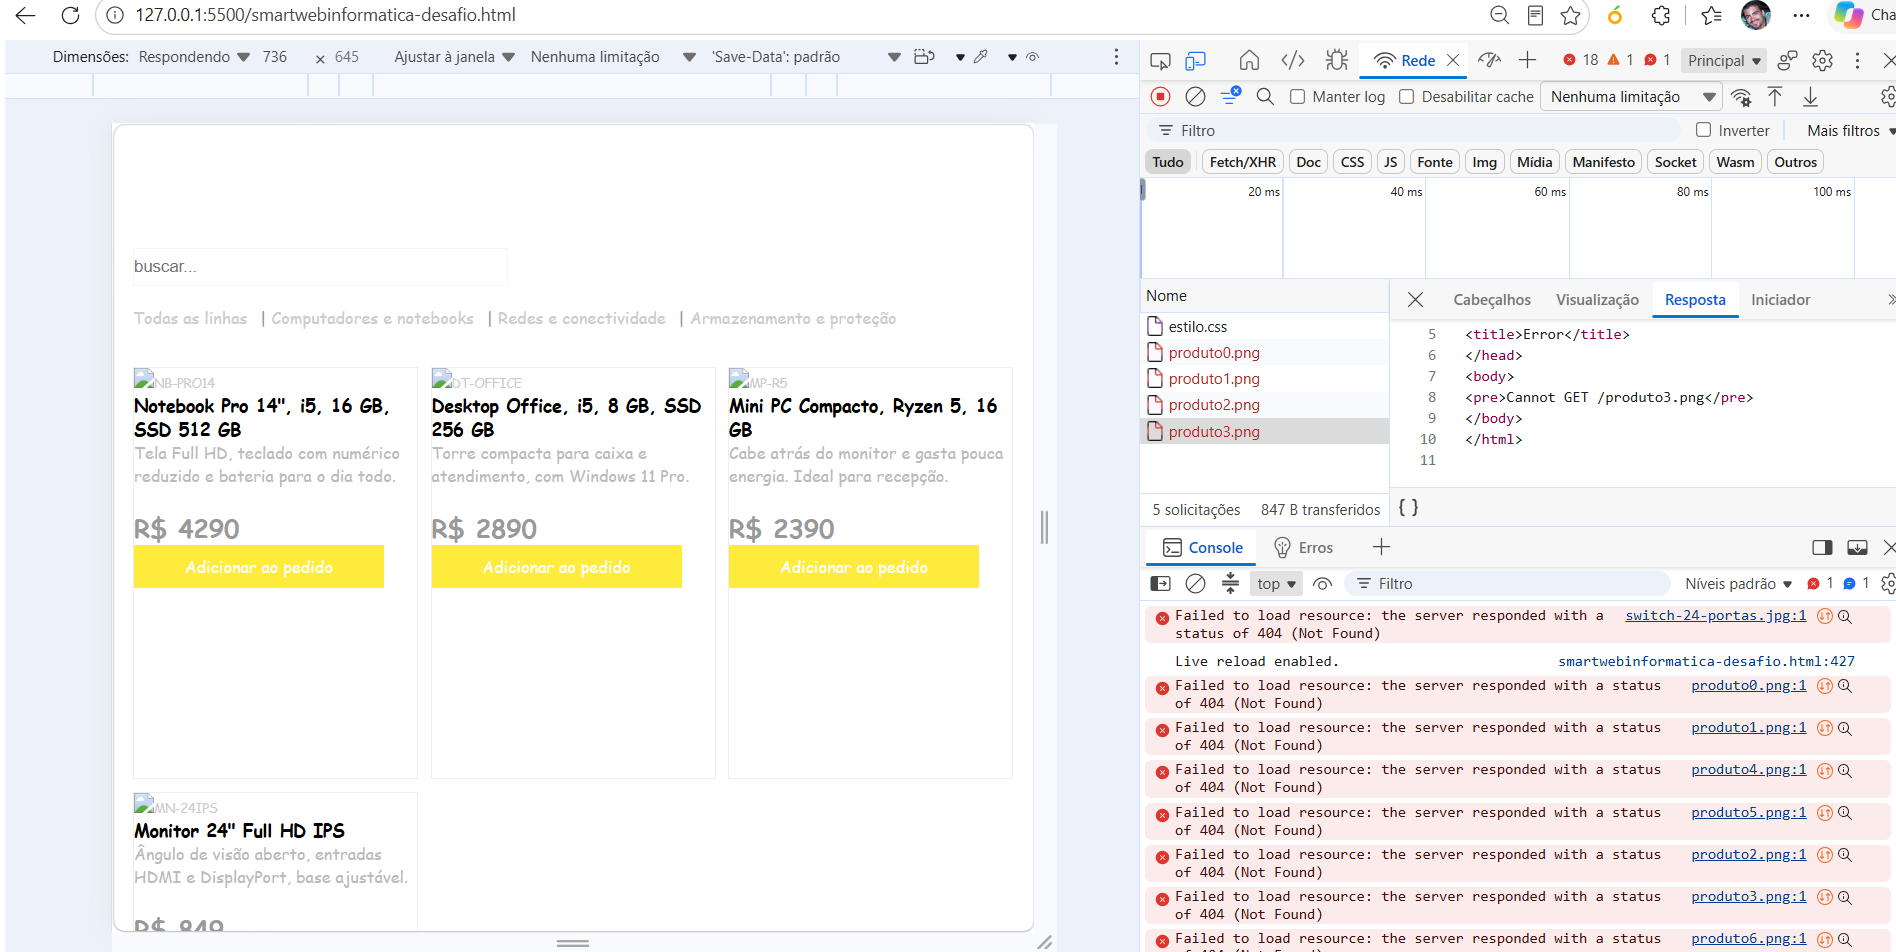 127.0.0.1:5500/smartwebinformatica-desafio.html
Cha
Dimensões: Respondendo 736 × 645 Ajustar à janela Nenhuma limitação 'Save-Data': padrão
Rede 18 1 1 Principal
Manter log Desabilitar cache Nenhuma limitação
Filtro Inverter Mais filtros
Tudo Fetch/XHR Doc CSS JS Fonte Img Mídia Manifesto Socket Wasm Outros
20 ms 40 ms 60 ms 80 ms 100 ms
buscar...
Todas as linhas | Computadores e notebooks | Redes e conectividade | Armazenamento e proteção
NB-PRO14
Notebook Pro 14", i5, 16 GB,
SSD 512 GB
Tela Full HD, teclado com numérico
reduzido e bateria para o dia todo.
R$ 4290
Adicionar ao pedido
DT-OFFICE
Desktop Office, i5, 8 GB, SSD
256 GB
Torre compacta para caixa e
atendimento, com Windows 11 Pro.
R$ 2890
Adicionar ao pedido
MP-R5
Mini PC Compacto, Ryzen 5, 16
GB
Cabe atrás do monitor e gasta pouca
energia. Ideal para recepção.
R$ 2390
Adicionar ao pedido
MN-24IPS
Monitor 24" Full HD IPS
Ângulo de visão aberto, entradas
HDMI e DisplayPort, base ajustável.
R$ 849
Nome
estilo.css
produto0.png
produto1.png
produto2.png
produto3.png
5 solicitações 847 B transferidos
Cabeçalhos Visualização Resposta Iniciador
5 <title>Error</title>
6 </head>
7 <body>
8 <pre>Cannot GET /produto3.png</pre>
9 </body>
10 </html>
11
{ }
Console Erros
top Filtro Níveis padrão 1 1
Failed to load resource: the server responded with a switch-24-portas.jpg:1
status of 404 (Not Found)
Live reload enabled. smartwebinformatica-desafio.html:427
Failed to load resource: the server responded with a status produto0.png:1
of 404 (Not Found)
Failed to load resource: the server responded with a status produto1.png:1
of 404 (Not Found)
Failed to load resource: the server responded with a status produto4.png:1
of 404 (Not Found)
Failed to load resource: the server responded with a status produto5.png:1
of 404 (Not Found)
Failed to load resource: the server responded with a status produto2.png:1
of 404 (Not Found)
Failed to load resource: the server responded with a status produto3.png:1
of 404 (Not Found)
Failed to load resource: the server responded with a status produto6.png:1
of 404 (Not Found)